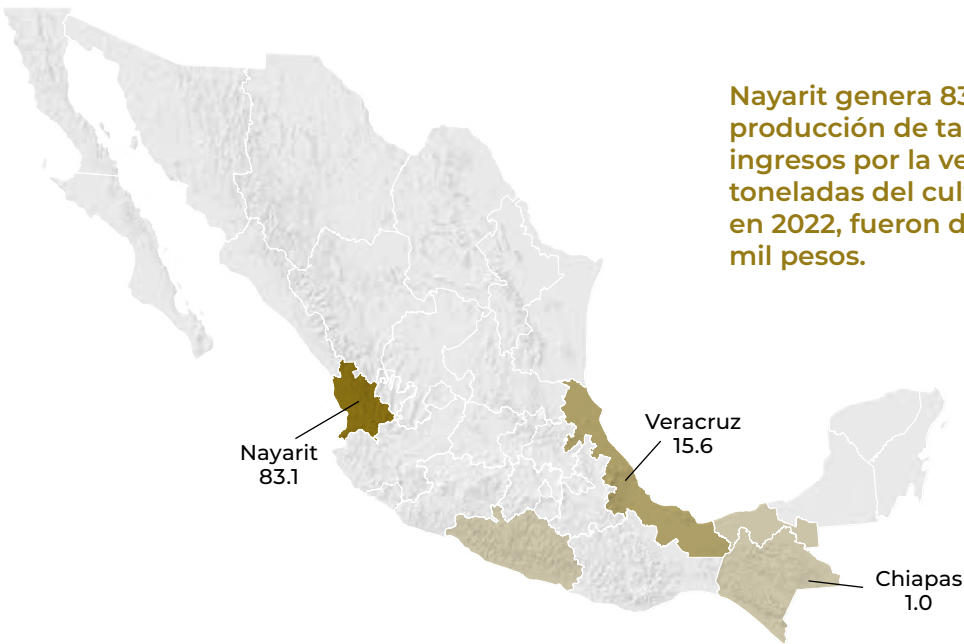 Nayarit genera 83
producción de ta
ingresos por la ve
toneladas del cul
en 2022, fueron d
mil pesos.
Veracruz
15.6
Nayarit
83.1
Chiapas
1.0